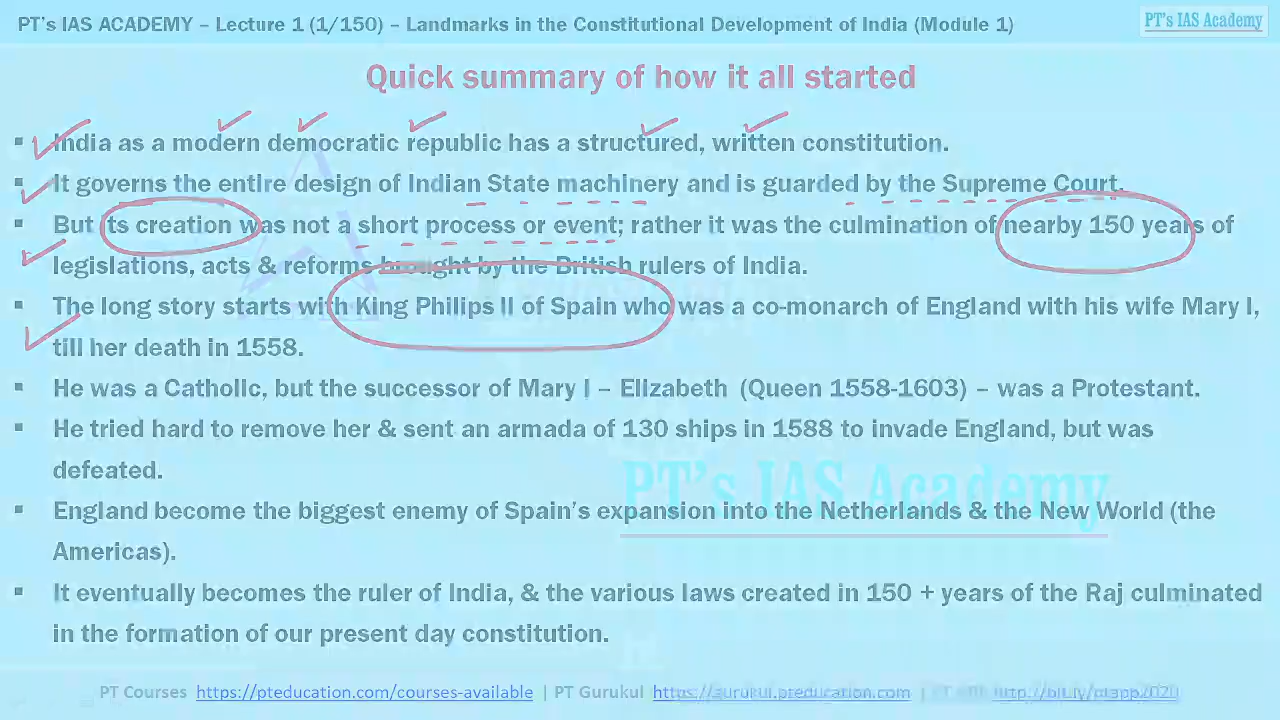 PT's IAS ACADEMY – Lecture 1 (1/150) – Landmarks in the Constitutional Development of India (Module 1)
PT's IAS Academy
Quick summary of how it all started
▪ India as a modern democratic republic has a structured, written constitution.
▪ It governs the entire design of Indian State machinery and is guarded by the Supreme Court.
▪ But its creation was not a short process or event; rather it was the culmination of nearby 150 years of
legislations, acts & reforms brought by the British rulers of India.
▪ The long story starts with King Philips II of Spain who was a co-monarch of England with his wife Mary I,
till her death in 1558.
▪ He was a Catholic, but the successor of Mary I – Elizabeth (Queen 1558-1603) – was a Protestant.
▪ He tried hard to remove her & sent an armada of 130 ships in 1588 to invade England, but was
defeated.
PT's IAS Academy
▪ England become the biggest enemy of Spain's expansion into the Netherlands & the New World (the
Americas).
▪ It eventually becomes the ruler of India, & the various laws created in 150 + years of the Raj culminated
in the formation of our present day constitution.
PT Courses https://pteducation.com/courses-available | PT Gurukul https://gurukul.pteducation.com | PT APP http://bit.ly/ptapp2020